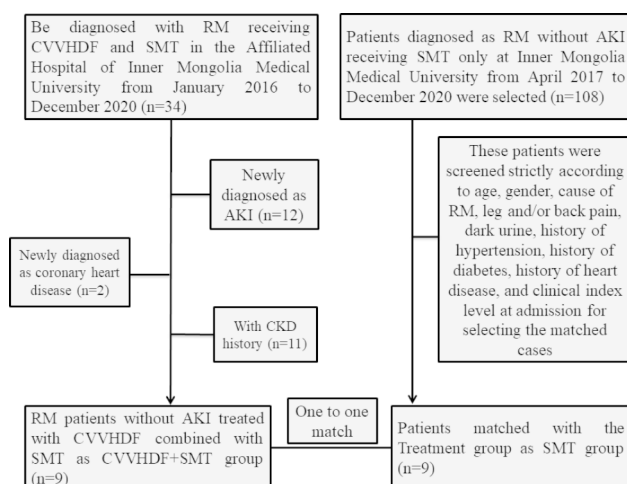 Be diagnosed with RM receiving
CVVHDF and SMT in the Affiliated
Hospital of Inner Mongolia Medical
University from January 2016 to
December 2020 (n=34)
Patients diagnosed as RM without AKI
receiving SMT only at Inner Mongolia
Medical University from April 2017 to
December 2020 were selected (n=108)
Newly
diagnosed as
AKI (n=12)
Newly diagnosed
as coronary heart
disease (n=2)
With CKD
history (n=11)
These patients were
screened strictly according
to age, gender, cause of
RM, leg and/or back pain,
dark urine, history of
hypertension, history of
diabetes, history of heart
disease, and clinical index
level at admission for
selecting the matched
cases
RM patients without AKI treated
with CVVHDF combined with
SMT as CVVHDF+SMT group
(n=9)
One to one
match
Patients matched with the
Treatment group as SMT group
(n=9)